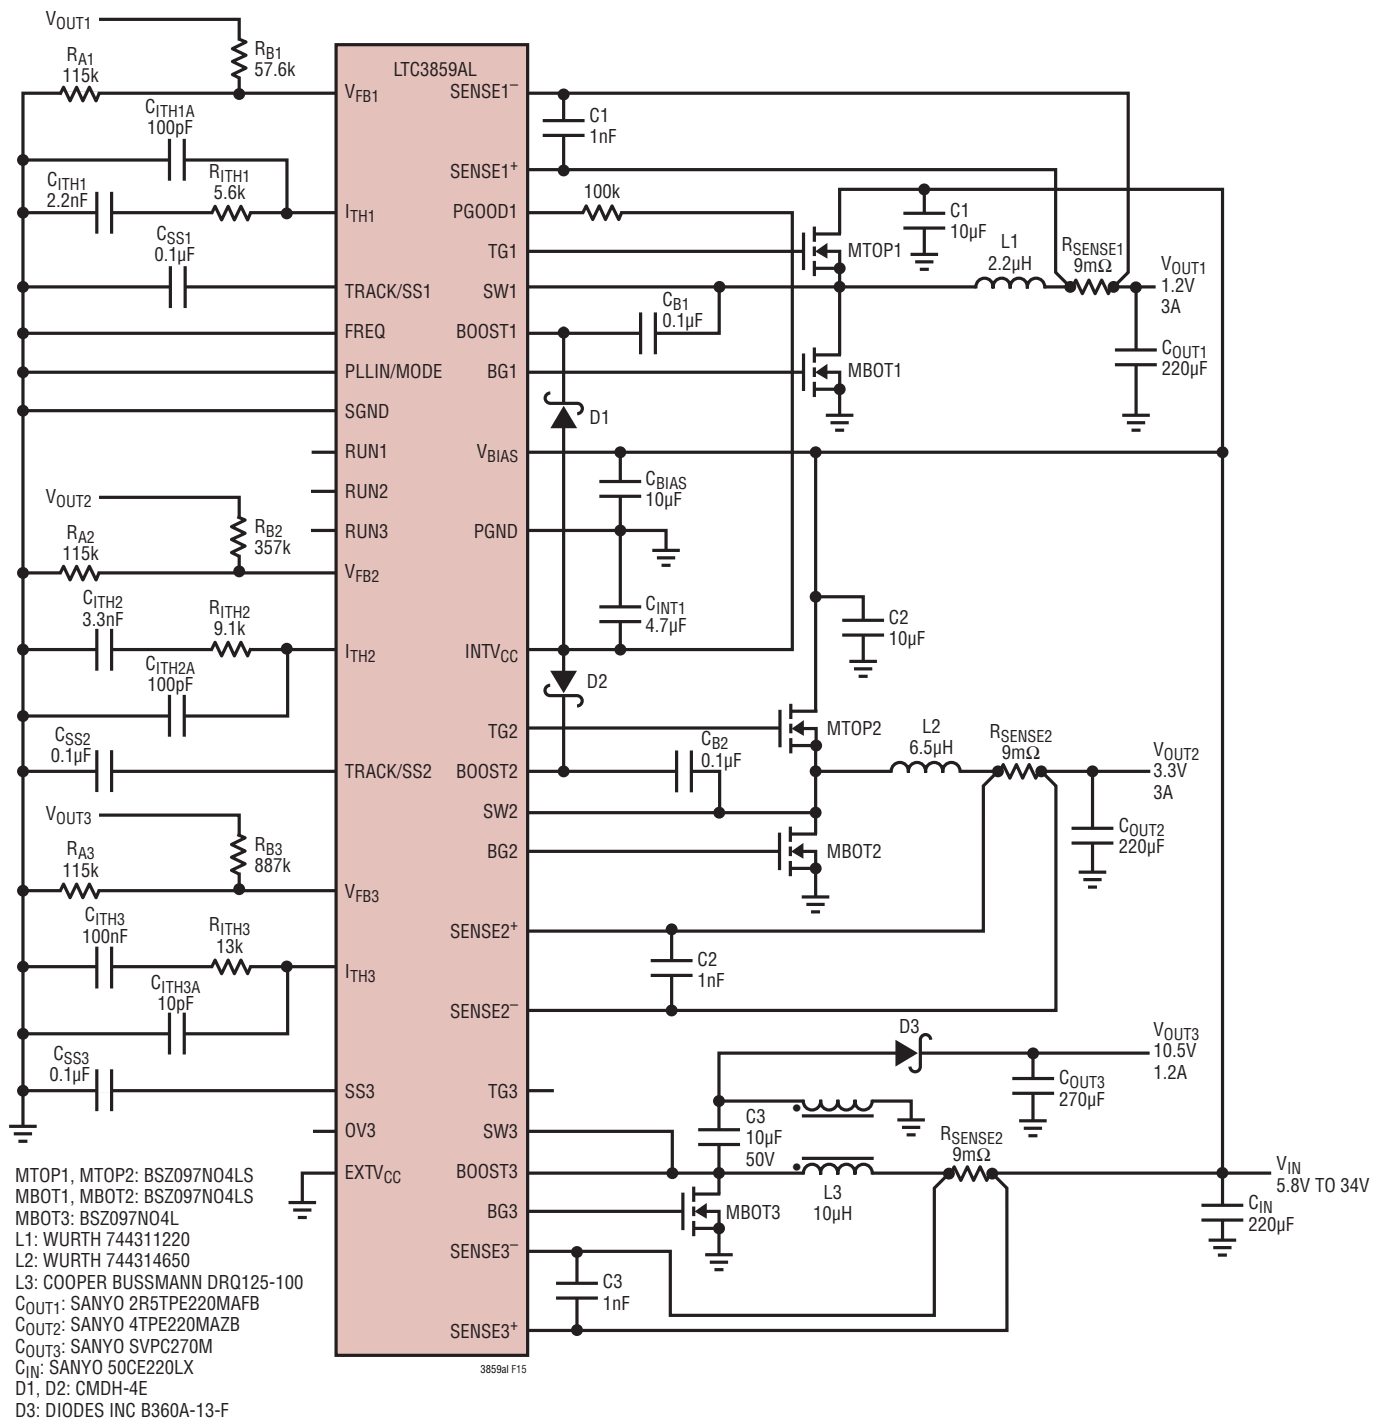 VOUT1
RA1
115k
RB1
57.6k
CITH1A
100pF
CITH1
2.2nF
RITH1
5.6k
CSS1
0.1µF
VOUT2
RA2
115k
RB2
357k
CITH2
3.3nF
RITH2
9.1k
CITH2A
100pF
CSS2
0.1µF
VOUT3
RA3
115k
RB3
887k
CITH3
100nF
RITH3
13k
CITH3A
10pF
CSS3
0.1µF
LTC3859AL
VFB1
ITH1
TRACK/SS1
FREQ
PLLIN/MODE
SGND
RUN1
RUN2
RUN3
VFB2
ITH2
TRACK/SS2
VFB3
ITH3
SS3
OV3
EXTVCC
SENSE1–
SENSE1+
PGOOD1
TG1
SW1
BOOST1
BG1
VBIAS
PGND
INTVCC
TG2
BOOST2
SW2
BG2
SENSE2+
SENSE2–
TG3
SW3
BOOST3
BG3
SENSE3–
SENSE3+
C1
1nF
100k
MTOP1
C1
10µF
L1
2.2µH
RSENSE1
9mΩ
VOUT1
1.2V
3A
CB1
0.1µF
MBOT1
COUT1
220µF
D1
CBIAS
10µF
CINT1
4.7µF
C2
10µF
D2
MTOP2
L2
6.5µH
RSENSE2
9mΩ
VOUT2
3.3V
3A
CB2
0.1µF
MBOT2
COUT2
220µF
C2
1nF
D3
VOUT3
10.5V
1.2A
COUT3
270µF
C3
10µF
50V
RSENSE2
9mΩ
L3
10µH
VIN
5.8V TO 34V
CIN
220µF
MBOT3
C3
1nF
MTOP1, MTOP2: BSZ097NO4LS
MBOT1, MBOT2: BSZ097NO4LS
MBOT3: BSZ097NO4L
L1: WURTH 744311220
L2: WURTH 744314650
L3: COOPER BUSSMANN DRQ125-100
COUT1: SANYO 2R5TPE220MAFB
COUT2: SANYO 4TPE220MAZB
COUT3: SANYO SVPC270M
CIN: SANYO 50CE220LX
D1, D2: CMDH-4E
D3: DIODES INC B360A-13-F
3859al F15